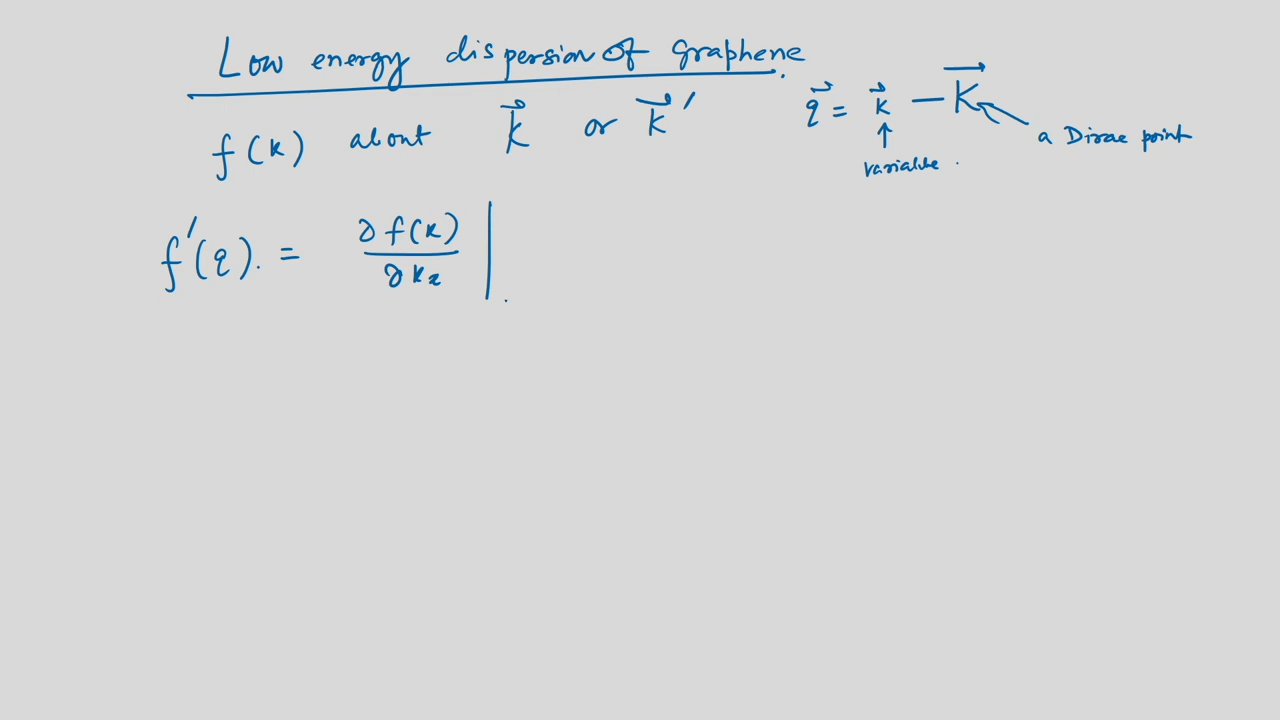 Low energy dispersion of graphene.
f(k) about K⃗ or K⃗′
q⃗ = k⃗ — K⃗
a Dirac point
variable.
f′(q). = ∂f(k)/∂kx |.